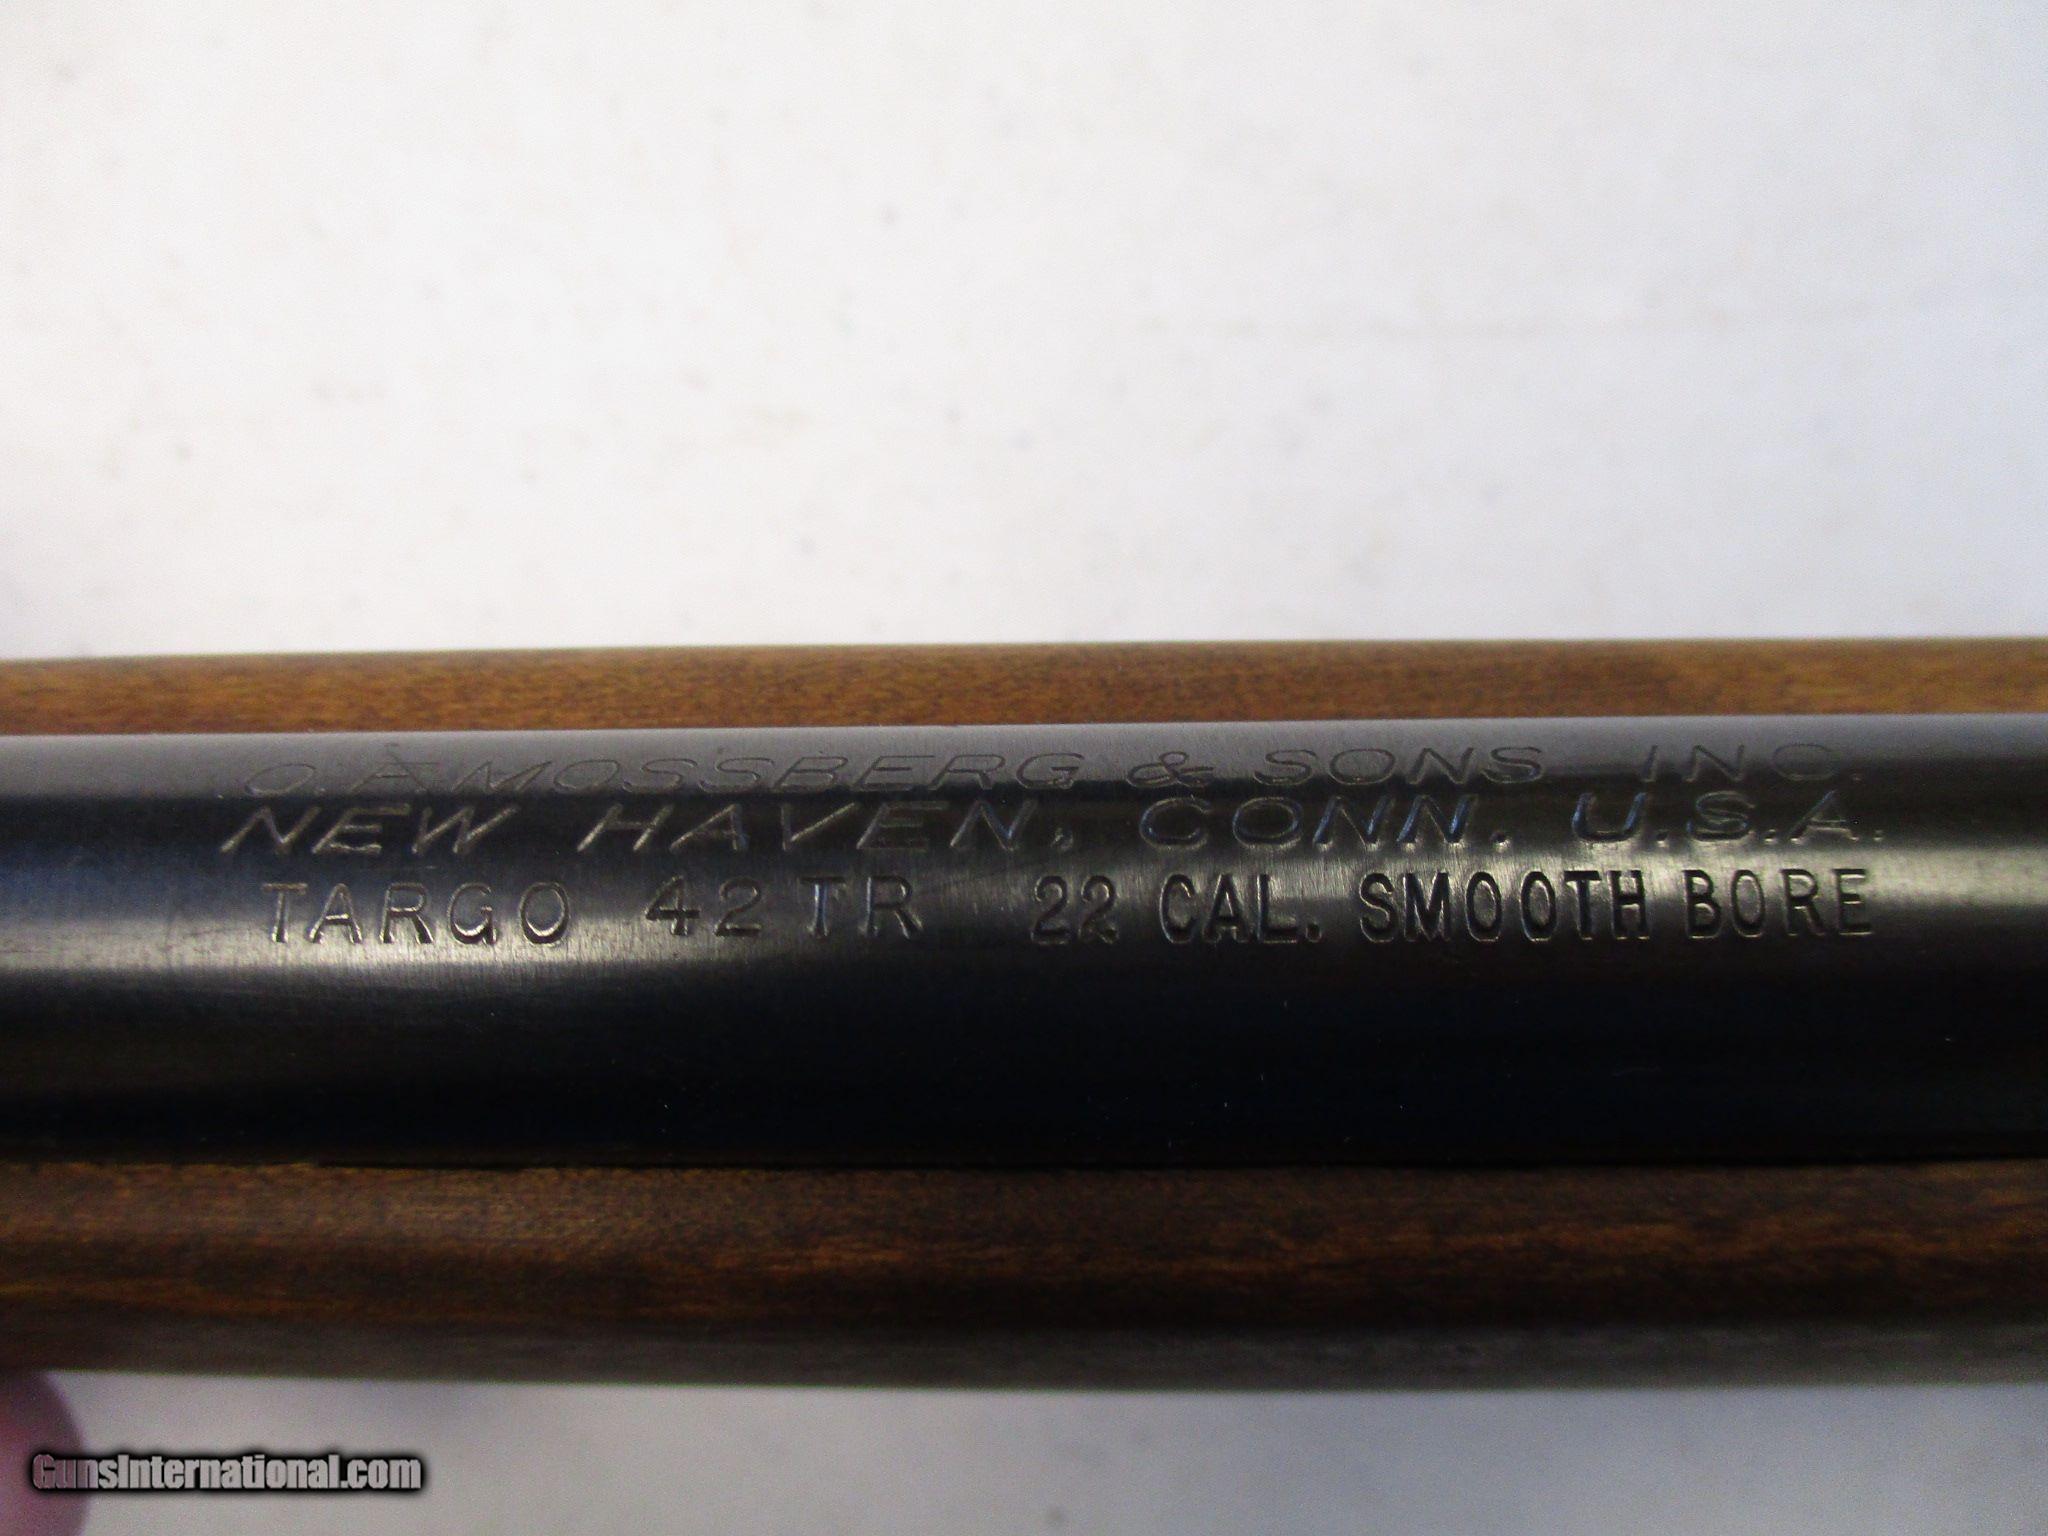 O. F. MOSSBERG & SONS INC.
NEW HAVEN, CONN. U.S.A.
TARGO 42 TR 22 CAL. SMOOTH BORE
GunsInternational.com